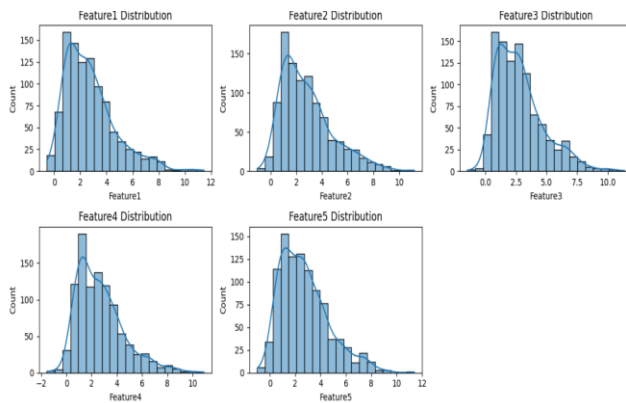 Feature1 Distribution Feature2 Distribution Feature3 Distribution
Count 150 125 100 75 50 25 0
0 2 4 6 8 10 12
Feature1
Count 150 100 50 0
0 2 4 6 8 10
Feature2
Count 150 125 100 75 50 25 0
0.0 2.5 5.0 7.5 10.0
Feature3
Feature4 Distribution Feature5 Distribution
Count 150 100 50 0
−2 0 2 4 6 8 10
Feature4
Count 150 125 100 75 50 25 0
0 2 4 6 8 10 12
Feature5